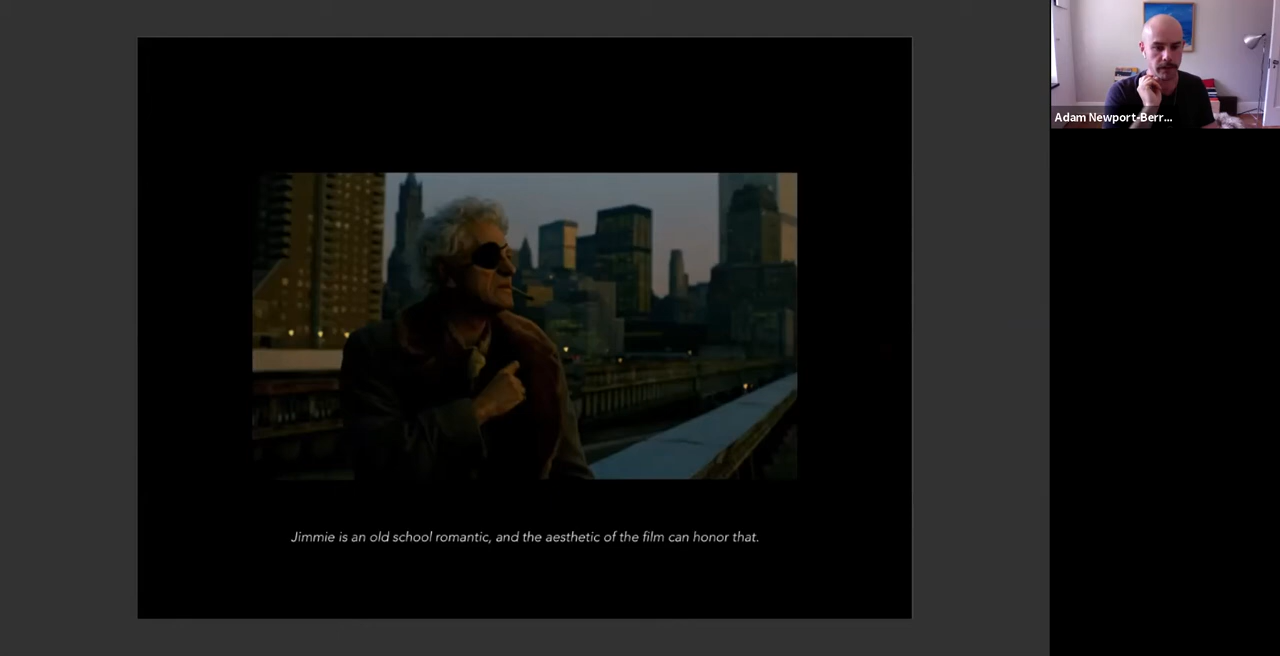 Adam Newport-Berr...
Jimmie is an old school romantic, and the aesthetic of the film can honor that.